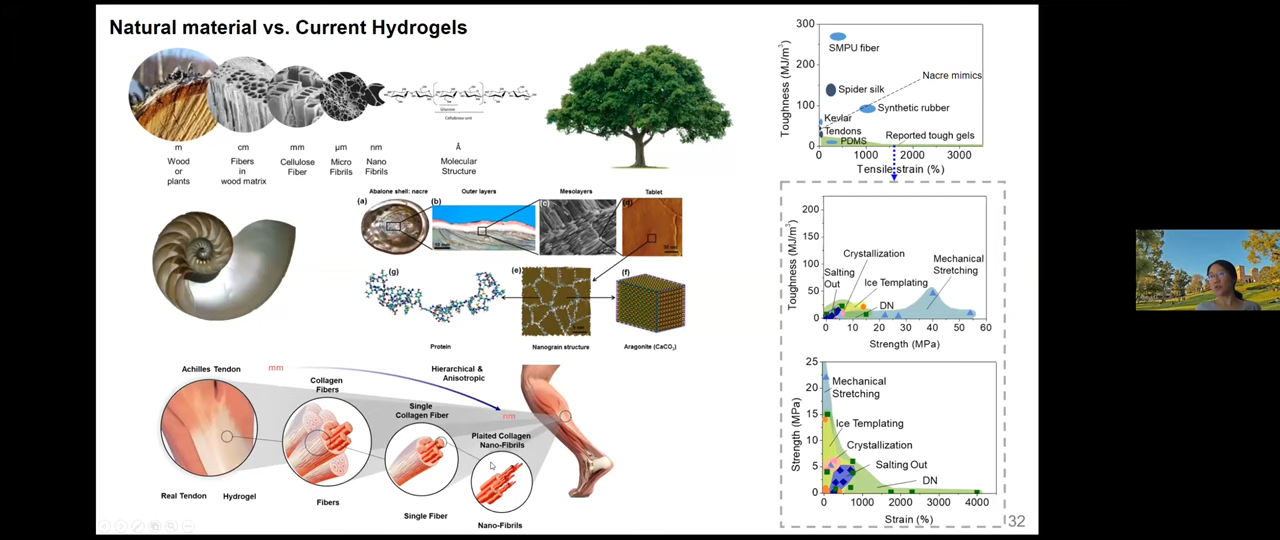 Natural material vs. Current Hydrogels
m
cm
mm
µm
nm
Å
Wood
or
plants
Fibers
in
wood matrix
Cellulose
Fiber
Micro
Fibrils
Nano
Fibrils
Molecular
Structure
Glucose
Abalone shell: nacre
Outer layers
Mesolayers
Tablet
(a)
(b)
(c)
(d)
(g)
(e)
(f)
Protein
Nanograin structure
Aragonite (CaCO₃)
Achilles Tendon
mm
Hierarchical &
Anisotropic
nm
Collagen
Fibers
Single
Collagen Fiber
Plaited Collagen
Nano-Fibrils
Real Tendon
Hydrogel
Fibers
Single Fiber
Nano-Fibrils
300
200
100
0
Toughness (MJ/m³)
SMPU fiber
Nacre mimics
Spider silk
Synthetic rubber
Kevlar
Tendons
PDMS
Reported tough gels
0 1000 2000 3000
Tensile strain (%)
200
150
100
50
0
Toughness (MJ/m³)
Crystallization
Mechanical
Stretching
Salting
Out
Ice Templating
DN
0 10 20 30 40 50 60
Strength (MPa)
25
20
15
10
5
0
Strength (MPa)
Mechanical
Stretching
Ice Templating
Crystallization
Salting Out
DN
0 1000 2000 3000 4000
Strain (%)
32